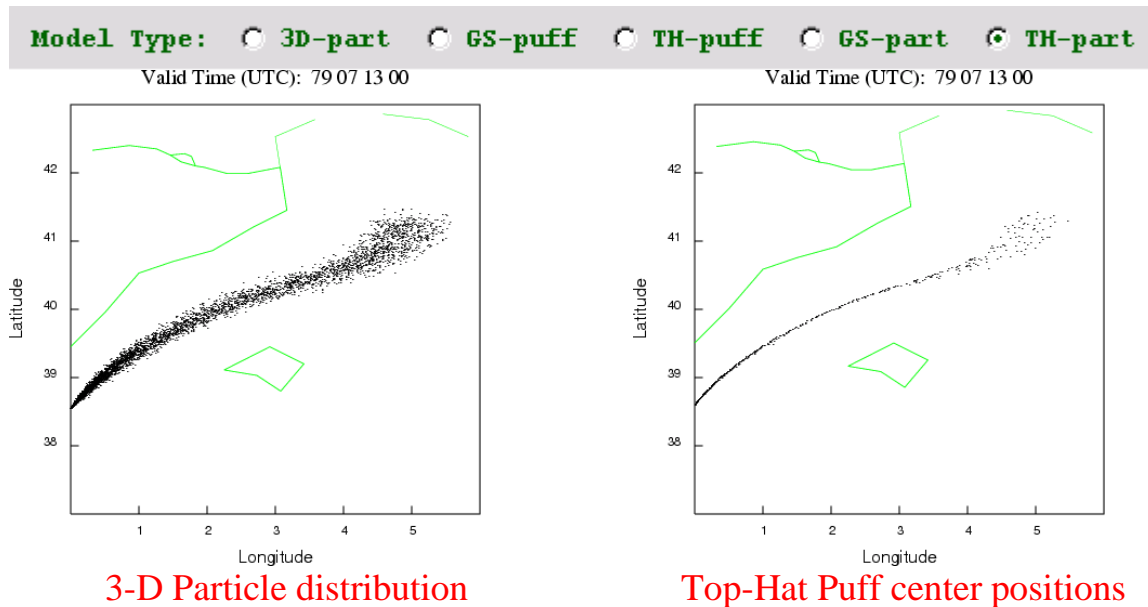 Model Type: 3D-part GS-puff TH-puff GS-part TH-part
Valid Time (UTC): 79 07 13 00
42
41
40
39
38
Latitude
1 2 3 4 5
Longitude
3-D Particle distribution
Valid Time (UTC): 79 07 13 00
42
41
40
39
38
Latitude
1 2 3 4 5
Longitude
Top-Hat Puff center positions